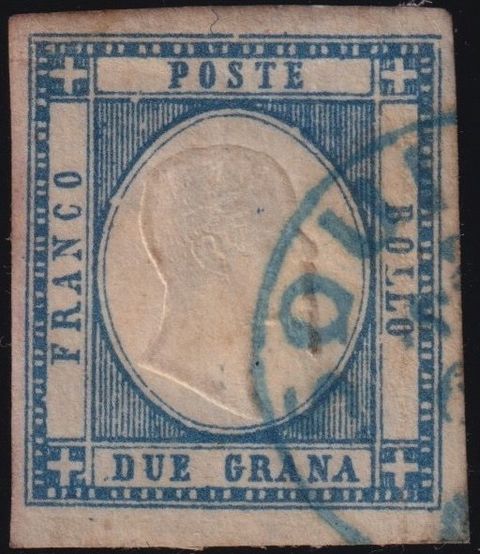 POSTE
FRANCO
BOLLO
DUE GRANA